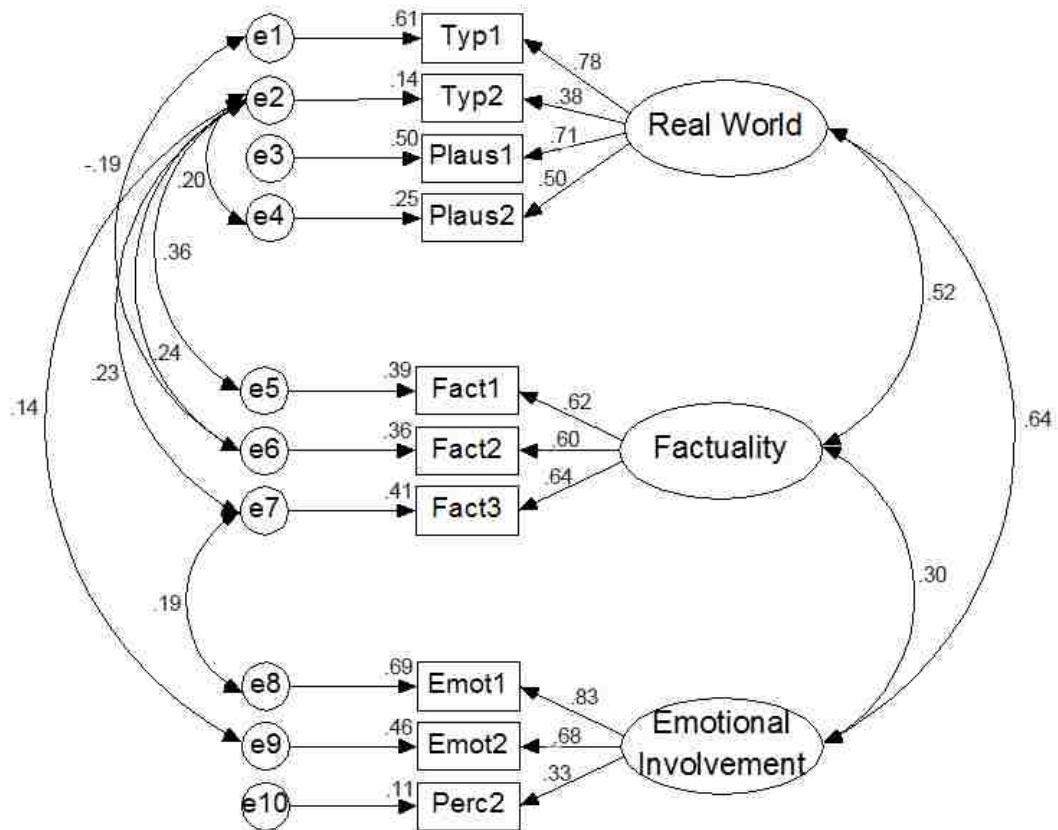 e1
.61
Typ1
.78
e2
.14
Typ2
.38
Real World
e3
.50
Plaus1
.71
-.19
.20
e4
.25
Plaus2
.50
.36
.52
.24
.23
e5
.39
Fact1
.62
.14
e6
.36
Fact2
.60
Factuality
.64
e7
.41
Fact3
.64
.30
.19
e8
.69
Emot1
.83
e9
.46
Emot2
.68
Emotional
Involvement
e10
.11
Perc2
.33